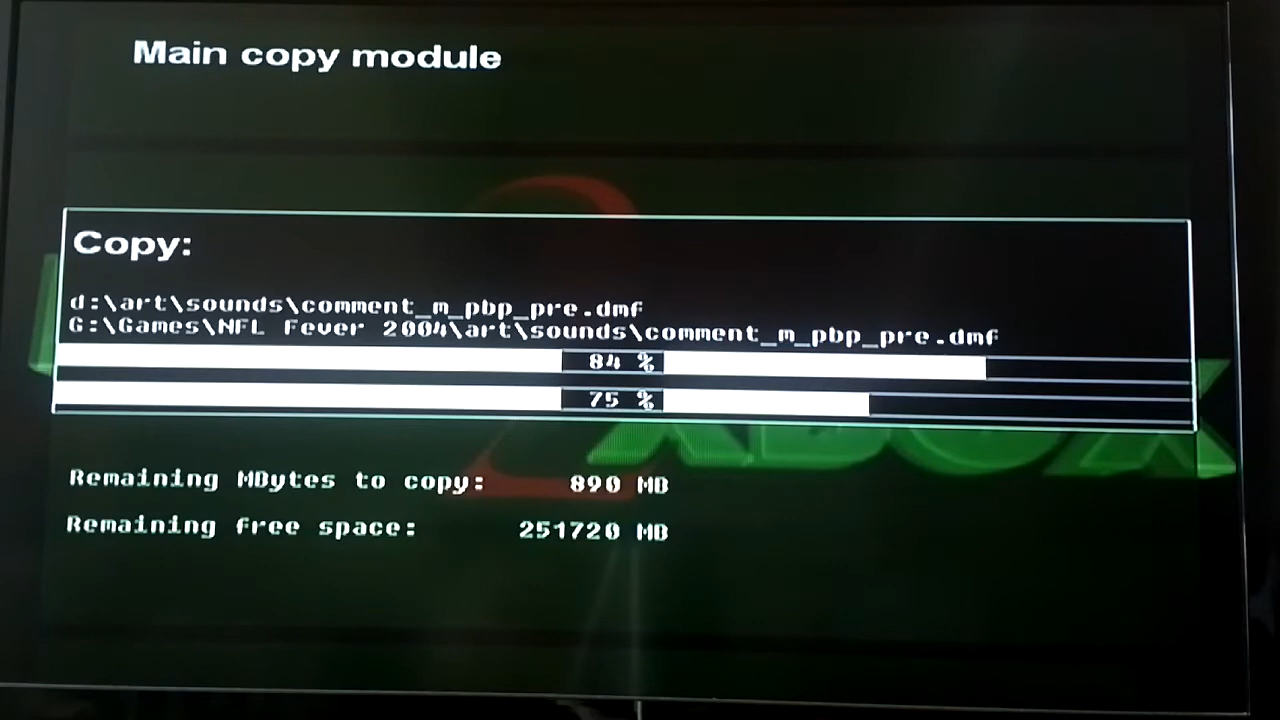 Main copy module
Copy:
d:\art\sounds\comment_m_pbp_pre.dmf
G:\Games\NFL Fever 2004\art\sounds\comment_m_pbp_pre.dmf
84 %
75 %
2XBOX
Remaining MBytes to copy: 890 MB
Remaining free space: 251720 MB